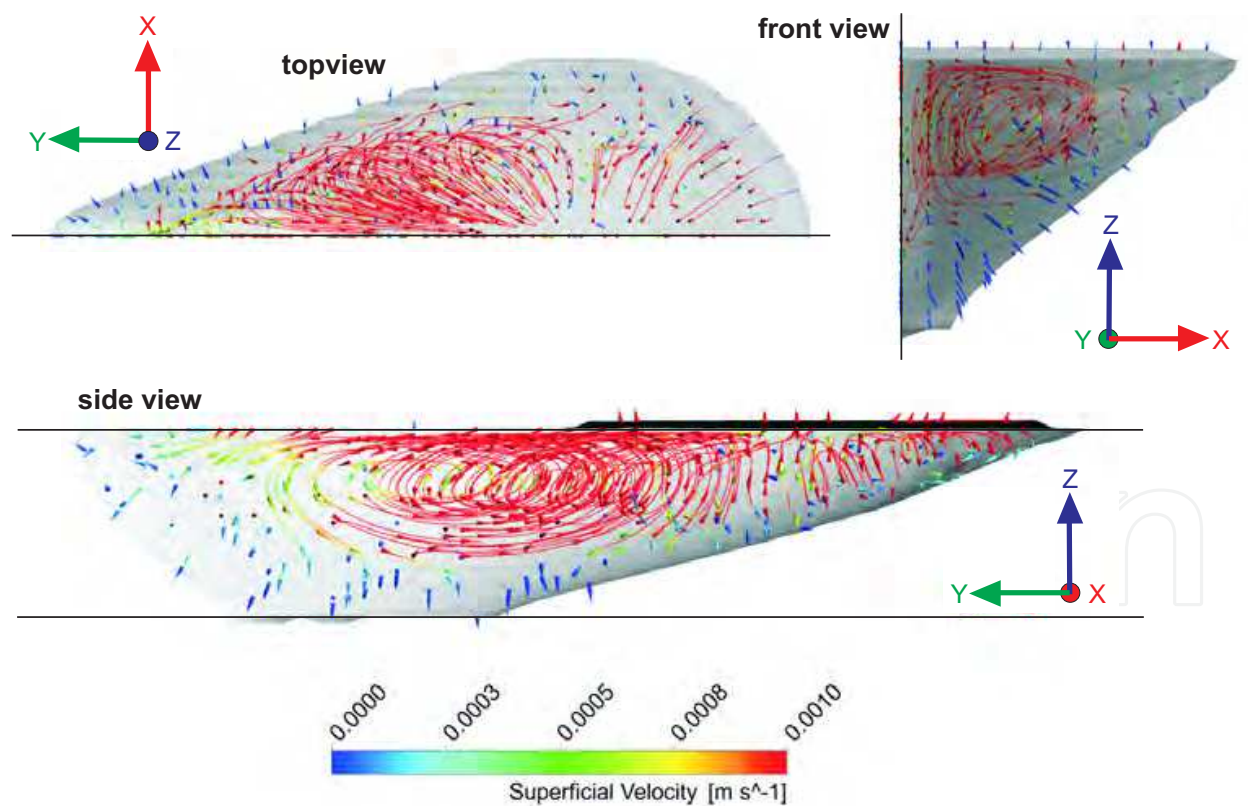 topview
X
Y
Z
front view
Z
Y
X
side view
Z
Y
X
0.0000
0.0003
0.0005
0.0008
0.0010
Superficial Velocity [m s^-1]